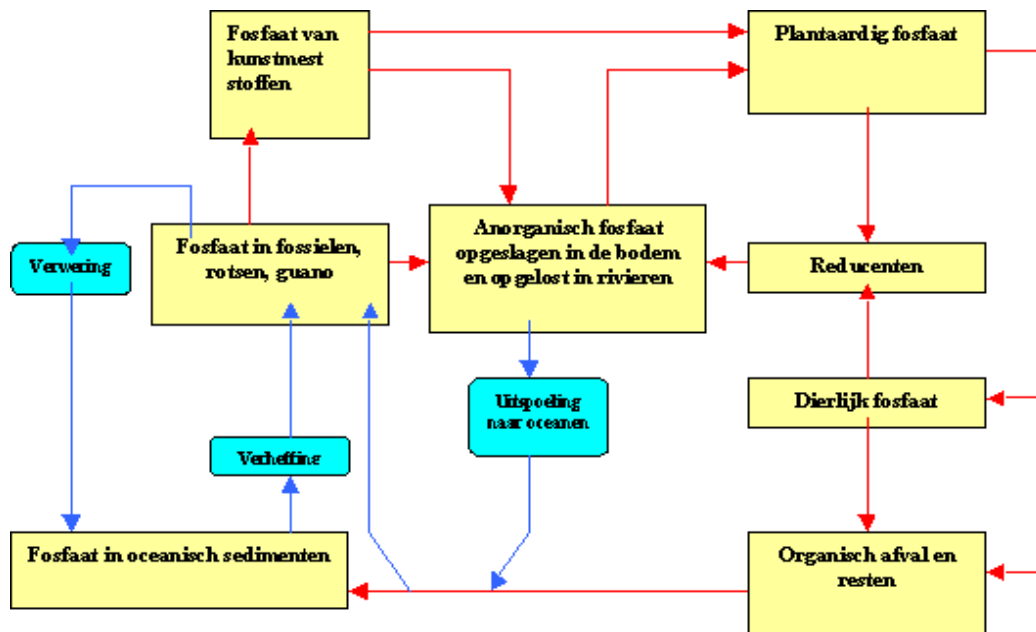 Fosfaat van
kunstmest
stoffen
Plantaardig fosfaat
Fosfaat in fossielen,
rotsen, guano
Anorganisch fosfaat
opgeslagen in de bodem
en opgelost in rivieren
Verwering
Reducenten
Uitspoeling
naar oceanen
Dierlijk fosfaat
Verheffing
Fosfaat in oceanisch sedimenten
Organisch afval en
resten